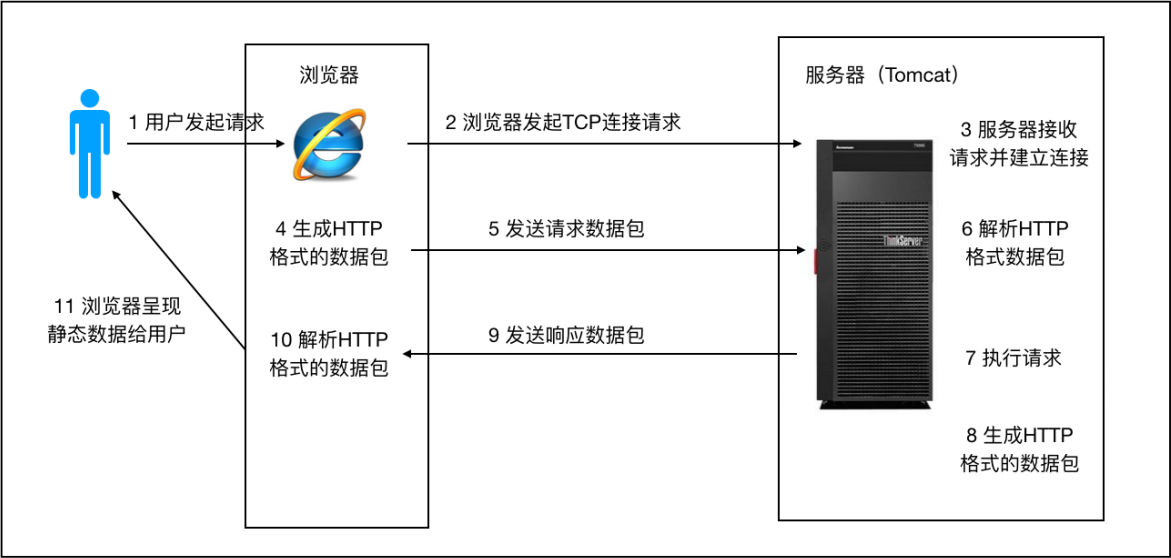 浏览器
服务器（Tomcat）
1 用户发起请求
2 浏览器发起TCP连接请求
3 服务器接收
请求并建立连接
4 生成HTTP
格式的数据包
5 发送请求数据包
6 解析HTTP
格式数据包
ThinkServer
11 浏览器呈现
静态数据给用户
10 解析HTTP
格式的数据包
9 发送响应数据包
7 执行请求
8 生成HTTP
格式的数据包